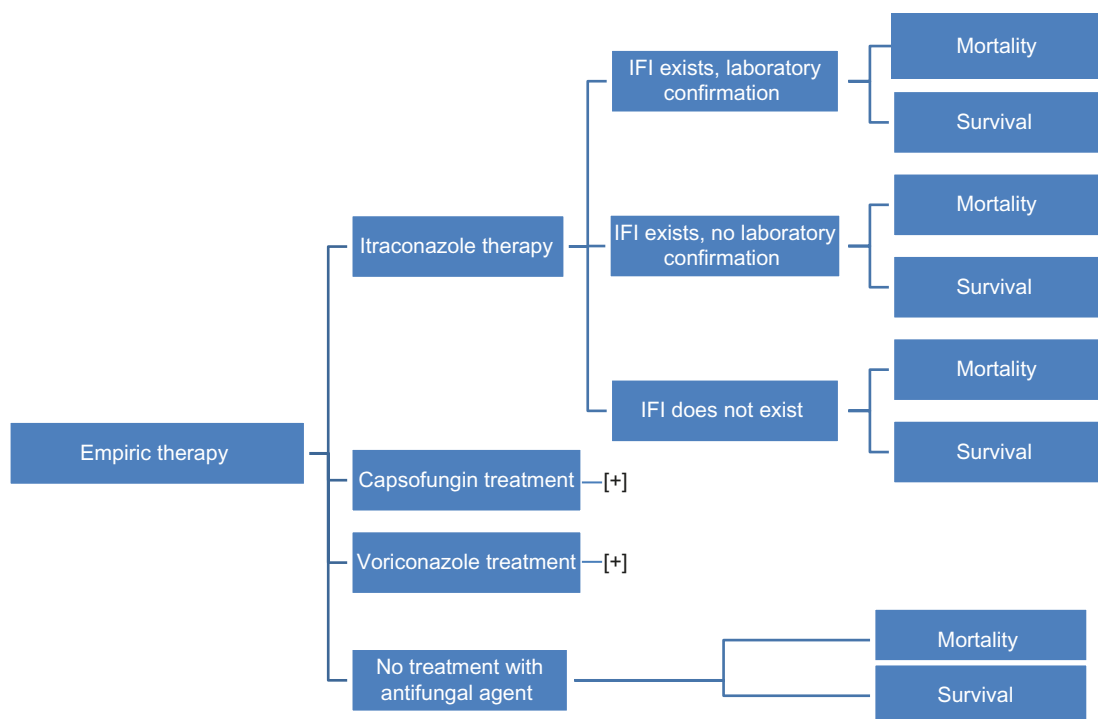 Empiric therapy
Itraconazole therapy
IFI exists, laboratory
confirmation
Mortality
Survival
IFI exists, no laboratory
confirmation
Mortality
Survival
IFI does not exist
Mortality
Survival
Capsofungin treatment
[+]
Voriconazole treatment
[+]
No treatment with
antifungal agent
Mortality
Survival